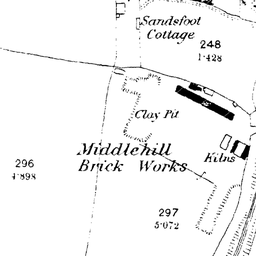 Sandsfoot
Cottage
248
1·428
Clay Pit
Middlehill
Brick Works
Kilns
296
4·898
297
5·072